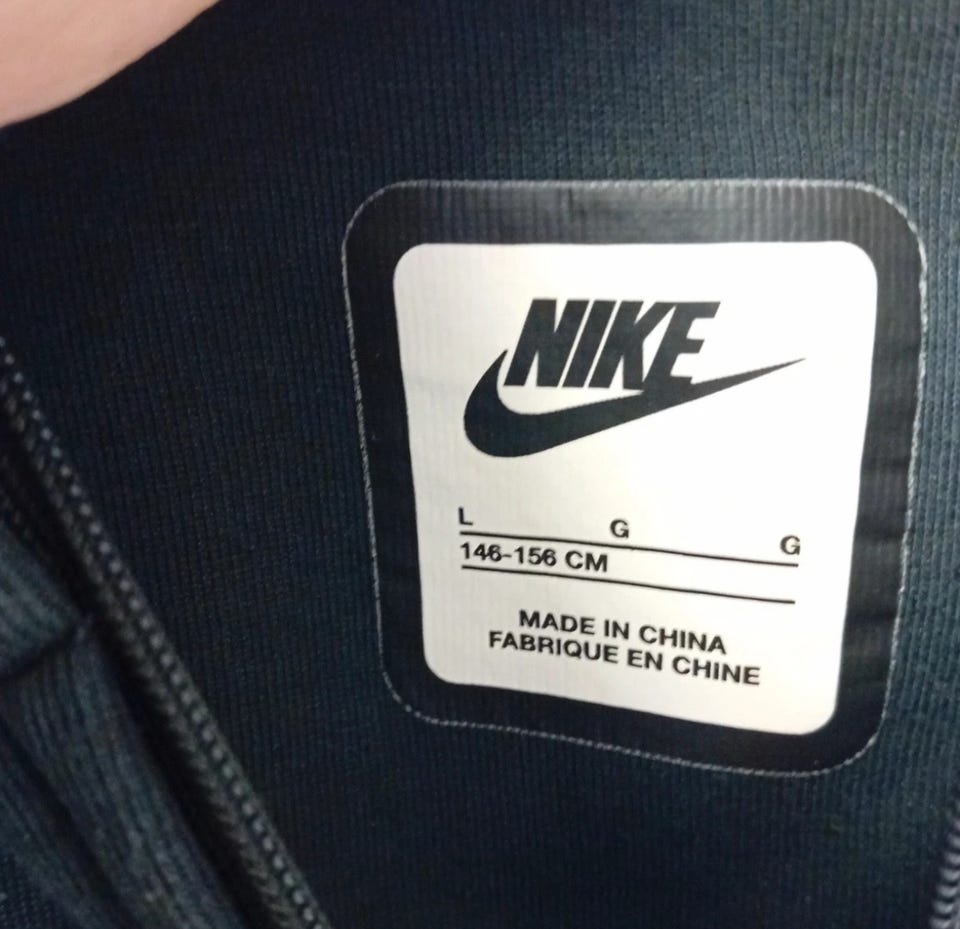 NIKE
L G G
146-156 CM
MADE IN CHINA
FABRIQUE EN CHINE